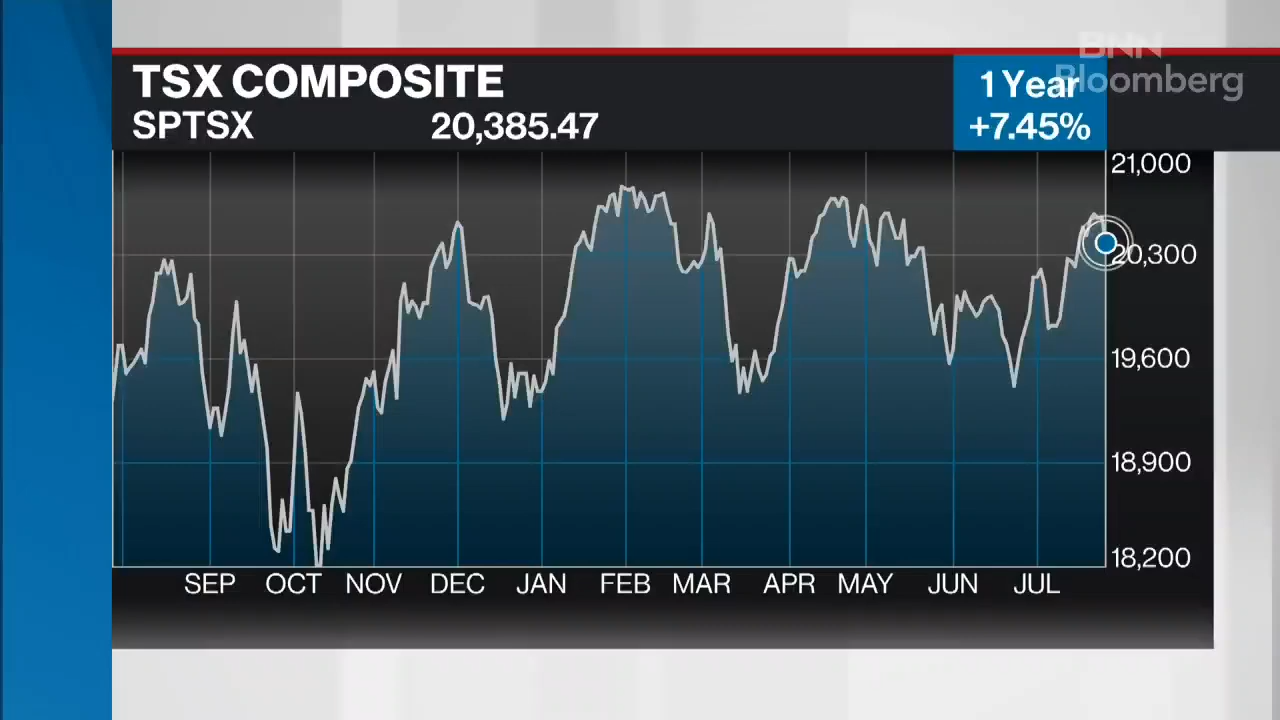 BNN
Bloomberg
TSX COMPOSITE
SPTSX 20,385.47
1 Year
+7.45%
21,000
20,300
19,600
18,900
18,200
SEP OCT NOV DEC JAN FEB MAR APR MAY JUN JUL